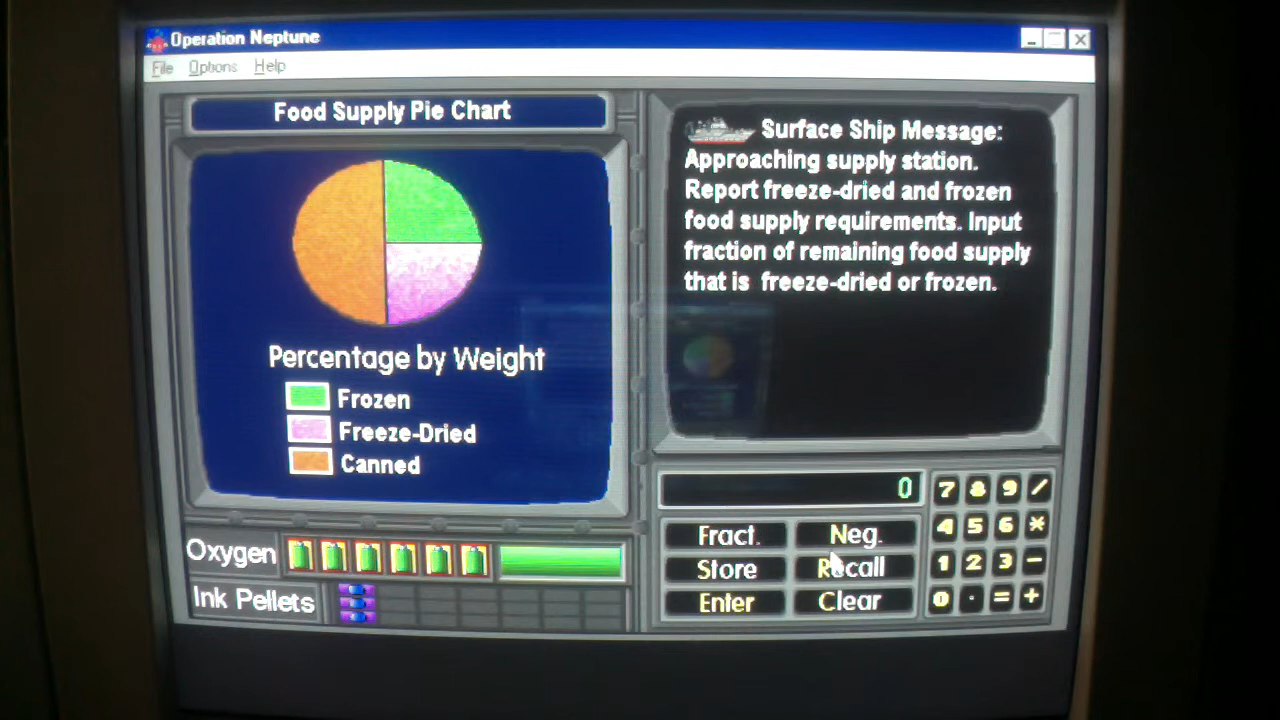 Operation Neptune
File Options Help
Food Supply Pie Chart
Percentage by Weight
Frozen
Freeze-Dried
Canned
Oxygen
Ink Pellets
Surface Ship Message:
Approaching supply station.
Report freeze-dried and frozen
food supply requirements. Input
fraction of remaining food supply
that is freeze-dried or frozen.
0
Fract. Neg.
Store Recall
Enter Clear
7 8 9 /
4 5 6 *
1 2 3 -
0 . = +